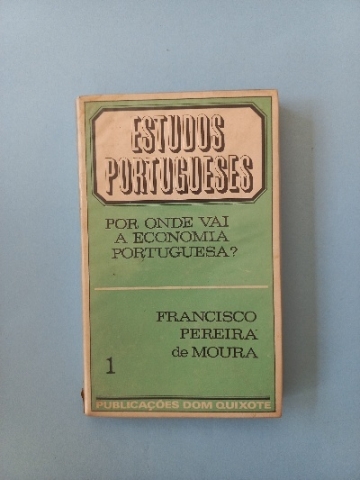 ESTUDOS
PORTUGUESES
POR ONDE VAI
A ECONOMIA
PORTUGUESA?
FRANCISCO
PEREIRA
de MOURA
1
PUBLICAÇÕES DOM QUIXOTE